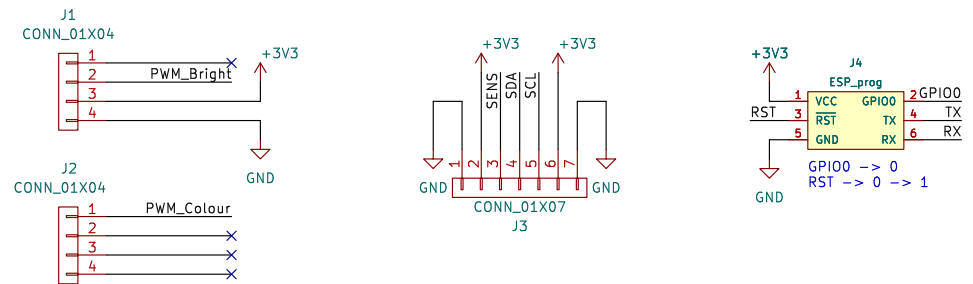 J1
CONN_01X04
1
2
3
4
PWM_Bright
+3V3
GND
J2
CONN_01X04
1
2
3
4
PWM_Colour
+3V3
+3V3
SENS
SDA
SCL
1
2
3
4
5
6
7
GND
GND
CONN_01X07
J3
+3V3
J4
ESP_prog
1 VCC GPIO0 2 GPIO0
RST 3 RST TX 4 TX
5 GND RX 6 RX
GND
GPIO0 -> 0
RST -> 0 -> 1